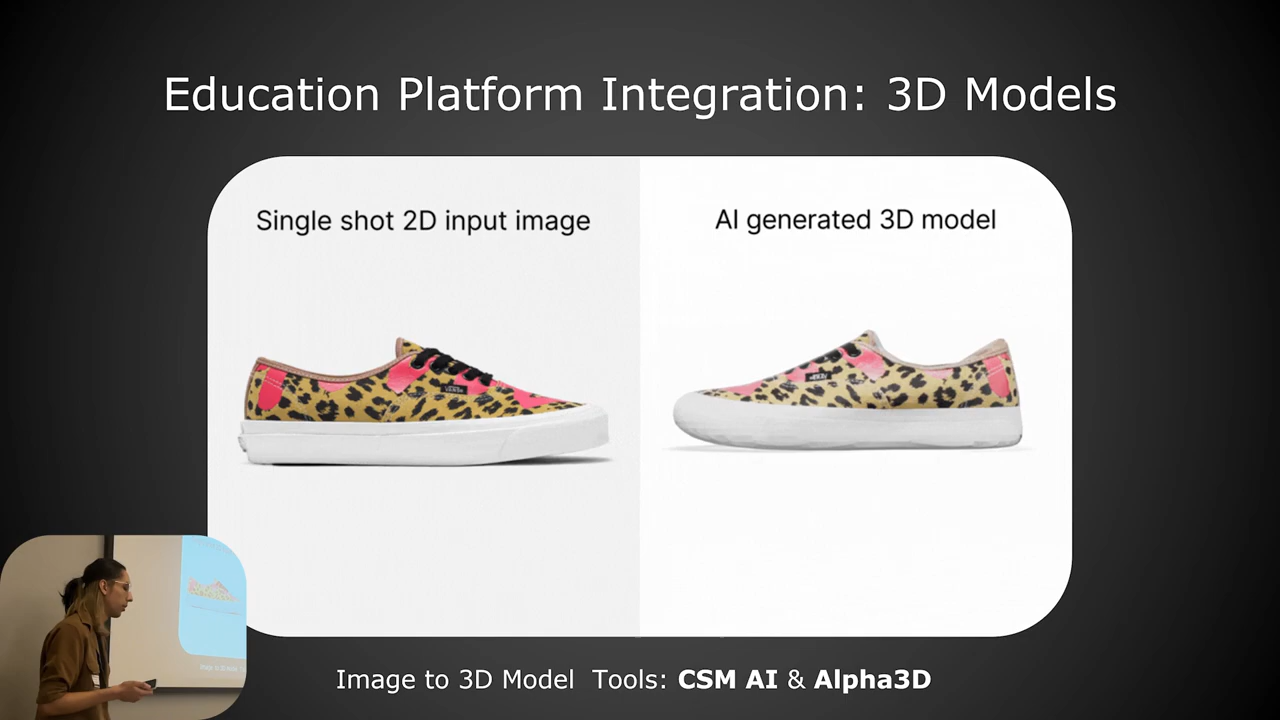 Education Platform Integration: 3D Models
Single shot 2D input image
AI generated 3D model
Image to 3D Model Tools: CSM AI & Alpha3D